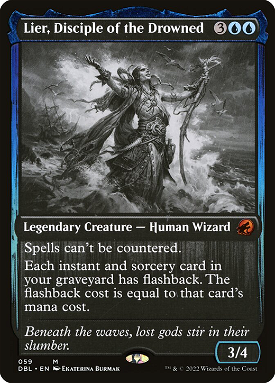 Lier, Disciple of the Drowned 3
Legendary Creature — Human Wizard
Spells can't be countered.
Each instant and sorcery card in
your graveyard has flashback. The
flashback cost is equal to that card's
mana cost.
Beneath the waves, lost gods stir in their
slumber.
3/4
059 M
DBL • EN EKATERINA BURMAK
™ & © 2022 Wizards of the Coast